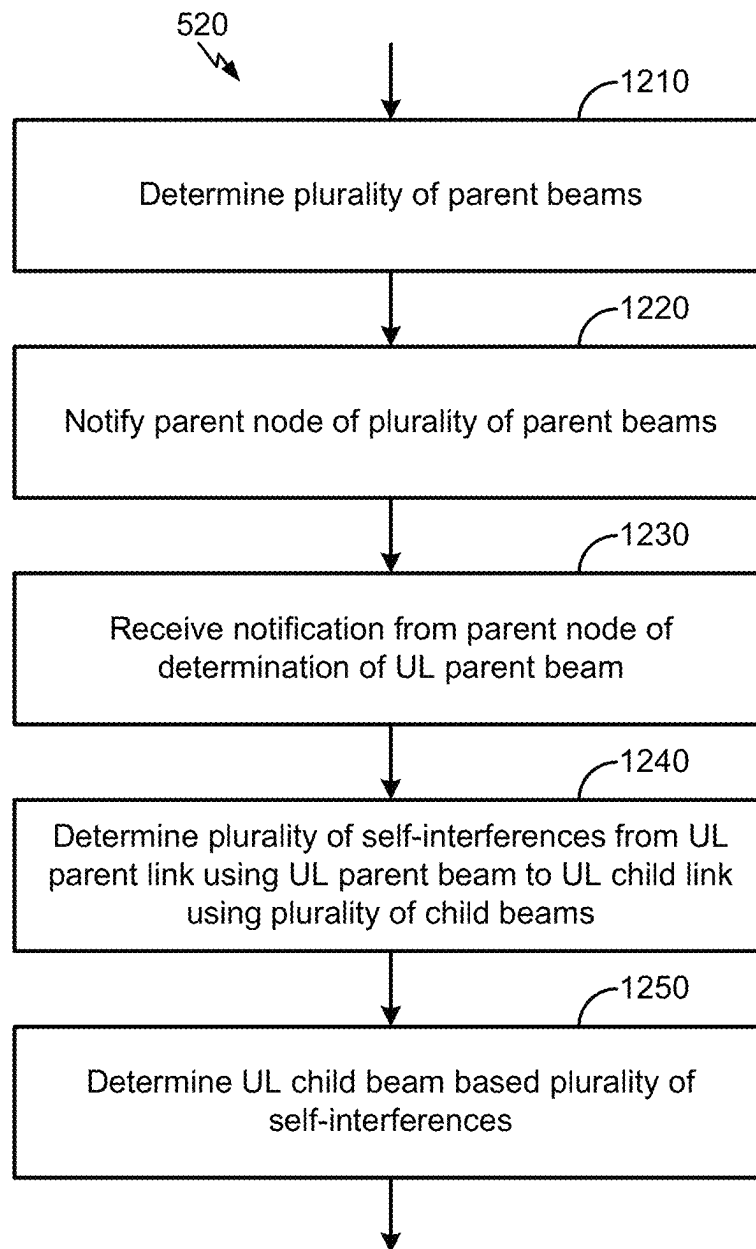 520
1210
Determine plurality of parent beams
1220
Notify parent node of plurality of parent beams
1230
Receive notification from parent node of
determination of UL parent beam
1240
Determine plurality of self-interferences from UL
parent link using UL parent beam to UL child link
using plurality of child beams
1250
Determine UL child beam based plurality of
self-interferences